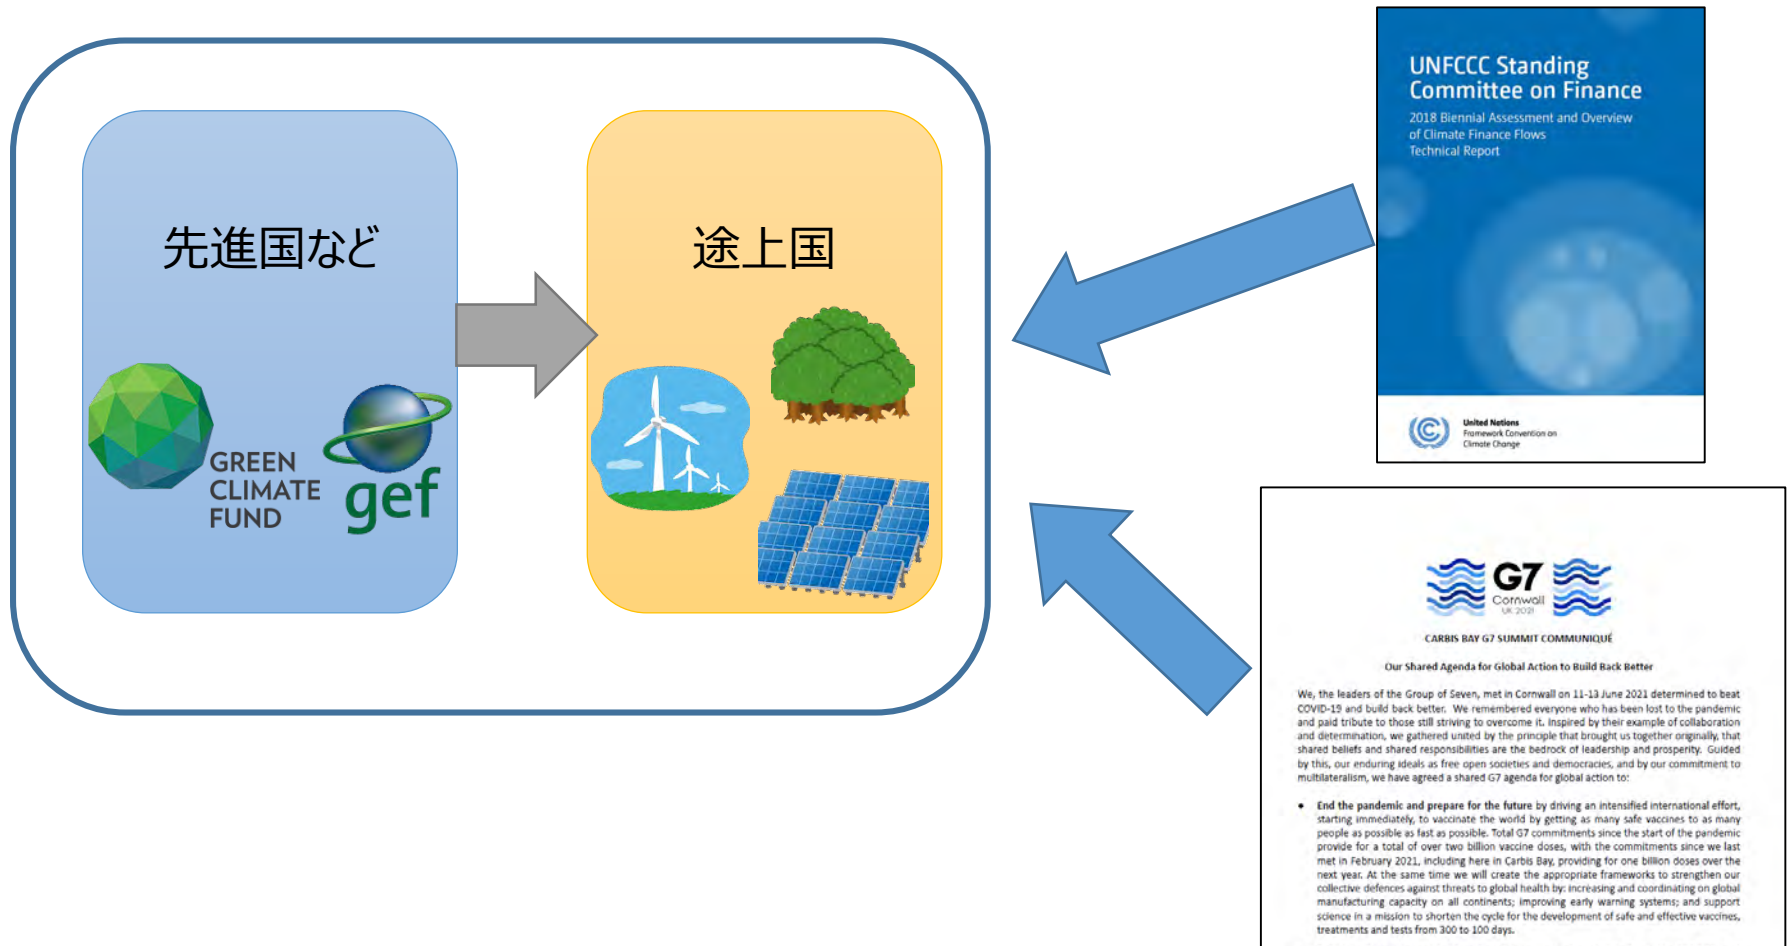 先進国など
途上国
GREEN
CLIMATE
FUND
gef
UNFCCC Standing
Committee on Finance
2018 Biennial Assessment and Overview
of Climate Finance Flows
Technical Report
United Nations
Framework Convention on
Climate Change
G7
Cornwall
UK 2021
CARBIS BAY G7 SUMMIT COMMUNIQUÉ
Our Shared Agenda for Global Action to Build Back Better
We, the leaders of the Group of Seven, met in Cornwall on 11-13 June 2021 determined to beat
COVID-19 and build back better. We remembered everyone who has been lost to the pandemic
and paid tribute to those still striving to overcome it. Inspired by their example of collaboration
and determination, we gathered united by the principle that brought us together originally, that
shared beliefs and shared responsibilities are the bedrock of leadership and prosperity. Guided
by this, our enduring ideals as free open societies and democracies, and by our commitment to
multilateralism, we have agreed a shared G7 agenda for global action to:
• End the pandemic and prepare for the future by driving an intensified international effort,
starting immediately, to vaccinate the world by getting as many safe vaccines to as many
people as possible as fast as possible. Total G7 commitments since the start of the pandemic
provide for a total of over two billion vaccine doses, with the commitments since we last
met in February 2021, including here in Carbis Bay, providing for one billion doses over the
next year. At the same time we will create the appropriate frameworks to strengthen our
collective defences against threats to global health by: increasing and coordinating on global
manufacturing capacity on all continents; improving early warning systems; and support
science in a mission to shorten the cycle for the development of safe and effective vaccines,
treatments and tests from 300 to 100 days.